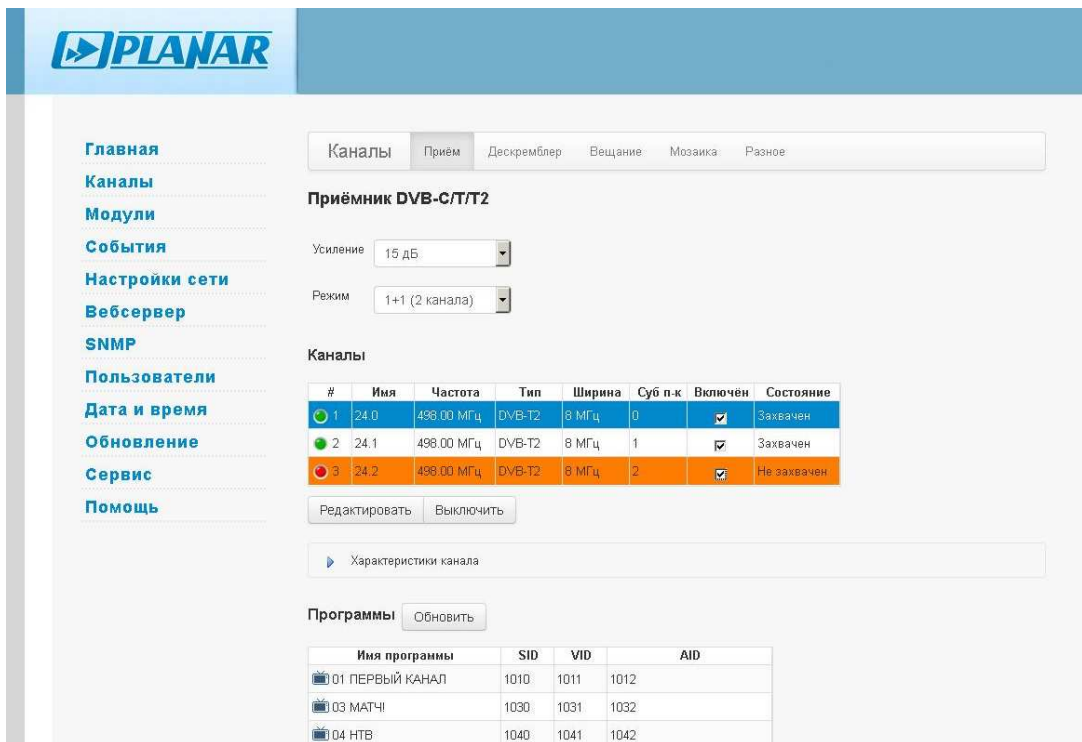 PLANAR
Главная
Каналы
Модули
События
Настройки сети
Вебсервер
SNMP
Пользователи
Дата и время
Обновление
Сервис
Помощь
Каналы Приём Дескремблер Вещание Мозаика Разное
Приёмник DVB-C/T/T2
Усиление 15 дБ
Режим 1+1 (2 канала)
Каналы
# Имя Частота Тип Ширина Суб п-к Включён Состояние
1 24.0 498.00 МГц DVB-T2 8 МГц 0 Захвачен
2 24.1 498.00 МГц DVB-T2 8 МГц 1 Захвачен
3 24.2 498.00 МГц DVB-T2 8 МГц 2 Не захвачен
Редактировать Выключить
Характеристики канала
Программы Обновить
Имя программы SID VID AID
01 ПЕРВЫЙ КАНАЛ 1010 1011 1012
03 МАТЧ! 1030 1031 1032
04 НТВ 1040 1041 1042